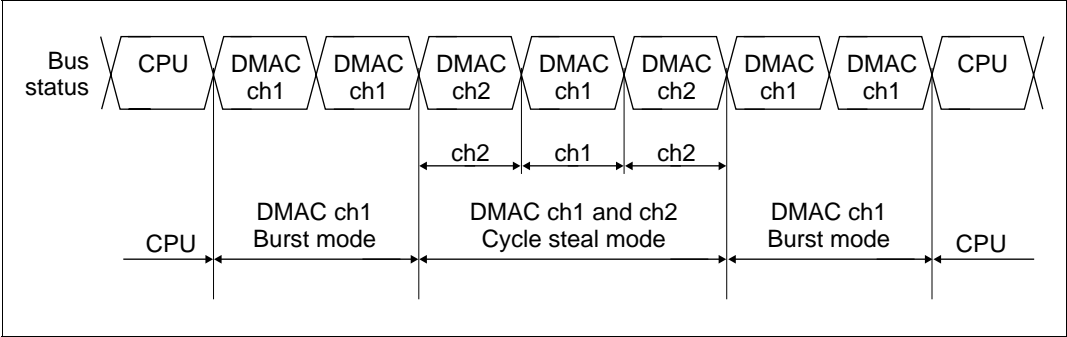 Bus
status
CPU
DMAC
ch1
DMAC
ch1
DMAC
ch2
DMAC
ch1
DMAC
ch2
DMAC
ch1
DMAC
ch1
CPU
ch2
ch1
ch2
CPU
DMAC ch1
Burst mode
DMAC ch1 and ch2
Cycle steal mode
DMAC ch1
Burst mode
CPU